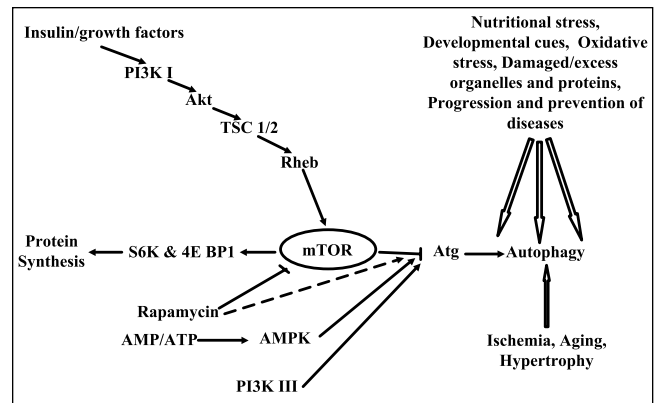 Insulin/growth factors
PI3K I
Akt
TSC 1/2
Rheb
Nutritional stress,
Developmental cues, Oxidative
stress, Damaged/excess
organelles and proteins,
Progression and prevention of
diseases
Protein
Synthesis
S6K & 4E BP1
mTOR
Atg
Autophagy
Rapamycin
AMP/ATP
AMPK
PI3K III
Ischemia, Aging,
Hypertrophy